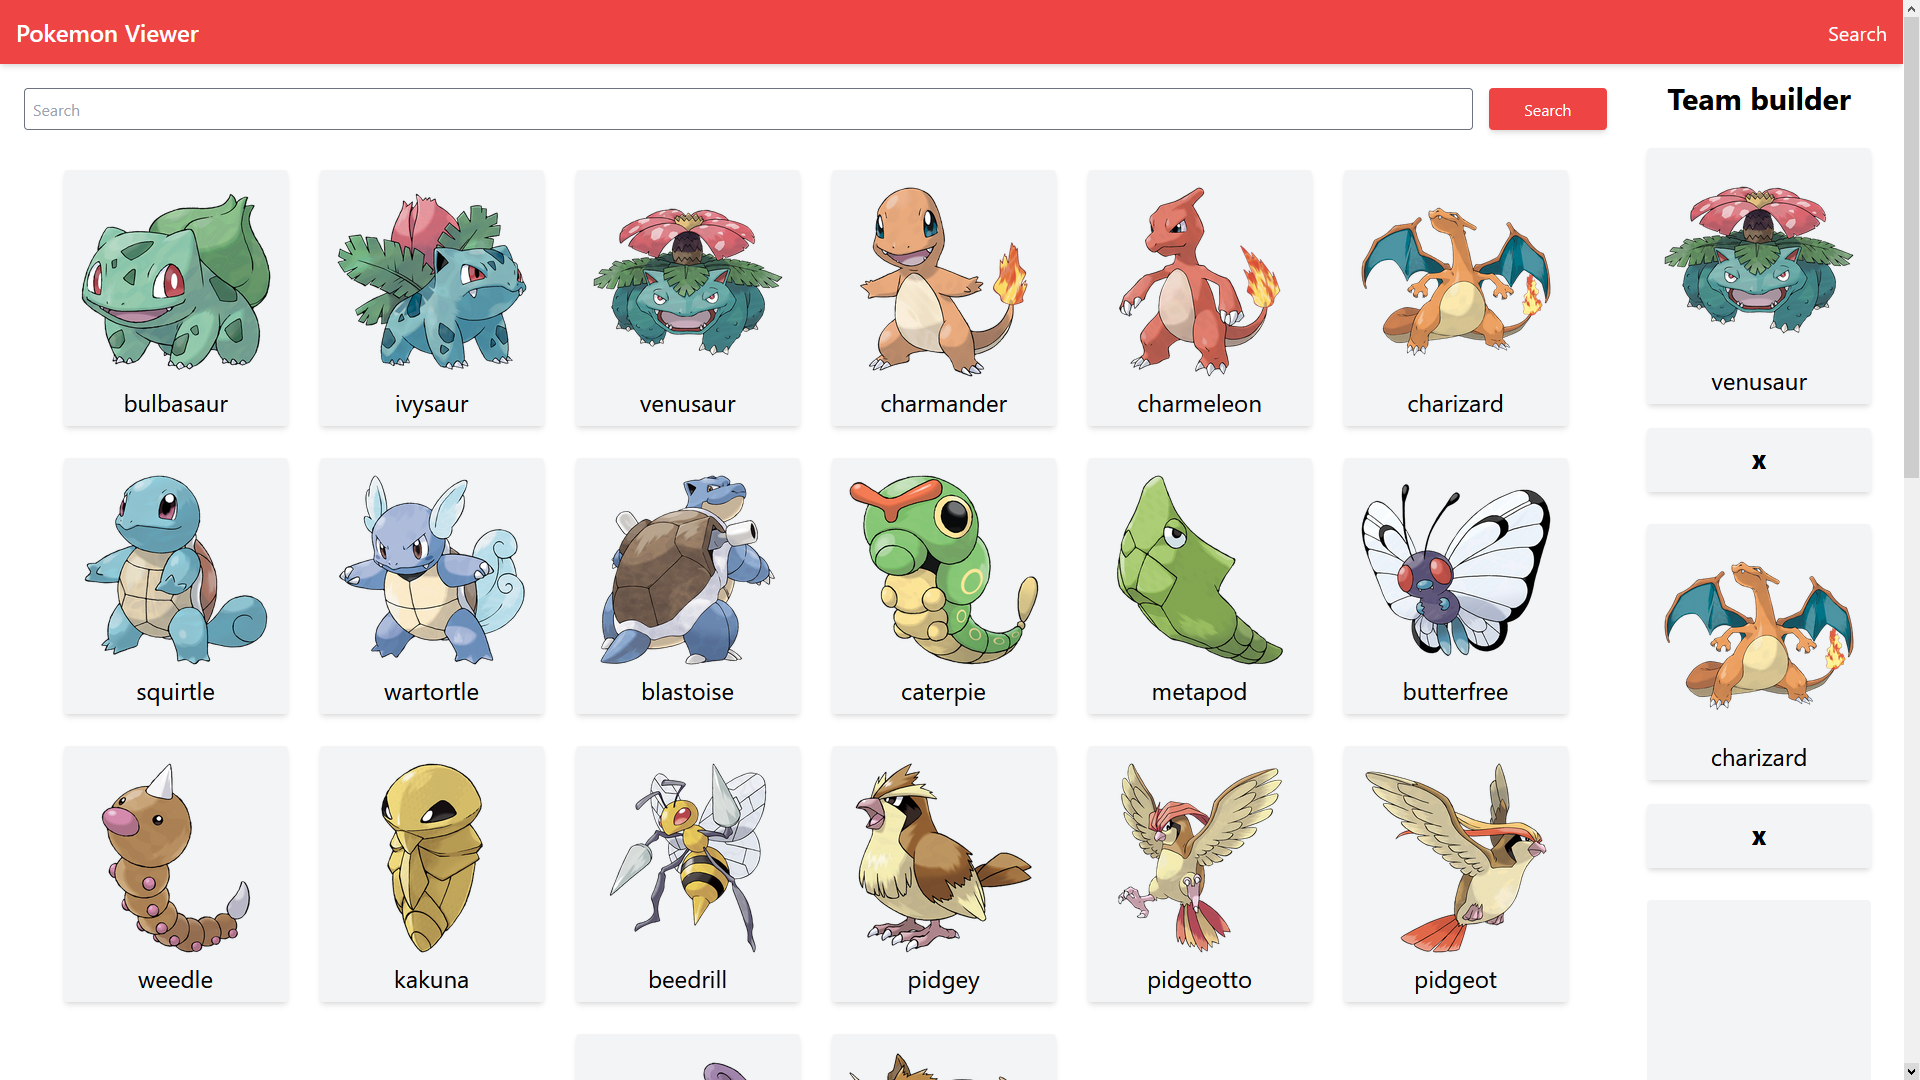 Pokemon Viewer
Search
Search
Search
Team builder
bulbasaur
ivysaur
venusaur
charmander
charmeleon
charizard
venusaur
x
squirtle
wartortle
blastoise
caterpie
metapod
butterfree
charizard
x
weedle
kakuna
beedrill
pidgey
pidgeotto
pidgeot